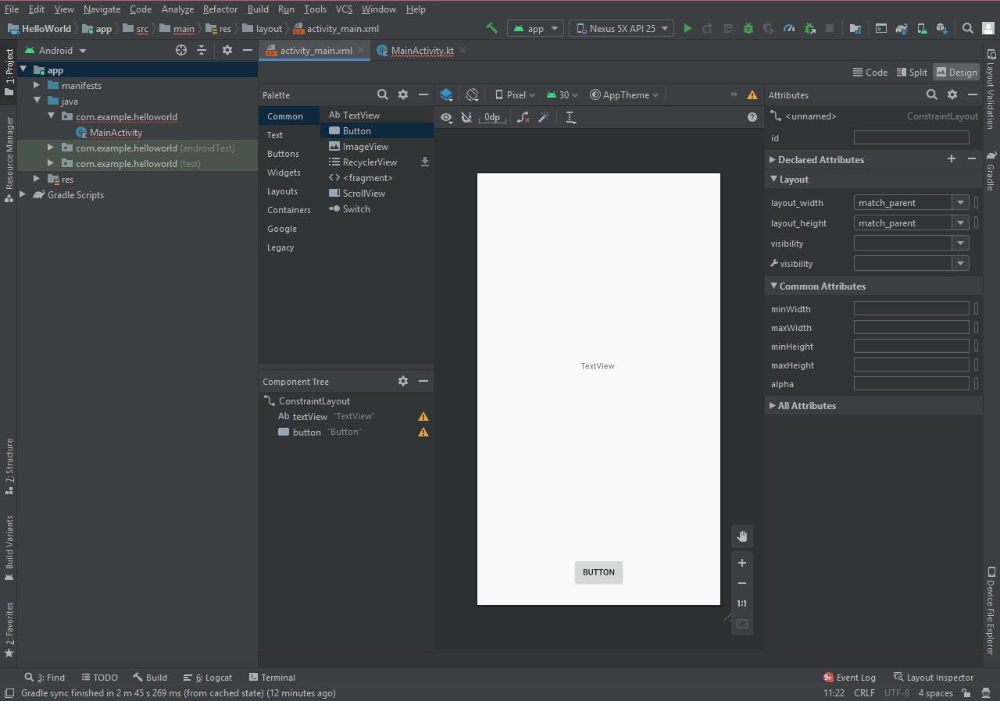 File Edit View Navigate Code Analyze Refactor Build Run Tools VCS Window Help
HelloWorld app src main res layout activity_main.xml app Nexus 5X API 25
Android activity_main.xml MainActivity.kt
Code Split Design
1: Project
Resource Manager
7: Structure
Build Variants
2: Favorites
app
manifests
java
com.example.helloworld
MainActivity
com.example.helloworld (androidTest)
com.example.helloworld (test)
res
Gradle Scripts
Palette
Common
Text
Buttons
Widgets
Layouts
Containers
Google
Legacy
Ab TextView
Button
ImageView
RecyclerView
<> <fragment>
ScrollView
Switch
Component Tree
ConstraintLayout
Ab textView "TextView"
button "Button"
Pixel 30 AppTheme
0dp
TextView
BUTTON
1:1
Attributes
<unnamed> ConstraintLayout
id
Declared Attributes
Layout
layout_width match_parent
layout_height match_parent
visibility
visibility
Common Attributes
minWidth
maxWidth
minHeight
maxHeight
alpha
All Attributes
Layout Validation
Gradle
Device File Explorer
3: Find TODO Build 6: Logcat Terminal 9+ Event Log Layout Inspector
Gradle sync finished in 2 m 45 s 269 ms (from cached state) (12 minutes ago) 11:22 CRLF UTF-8 4 spaces